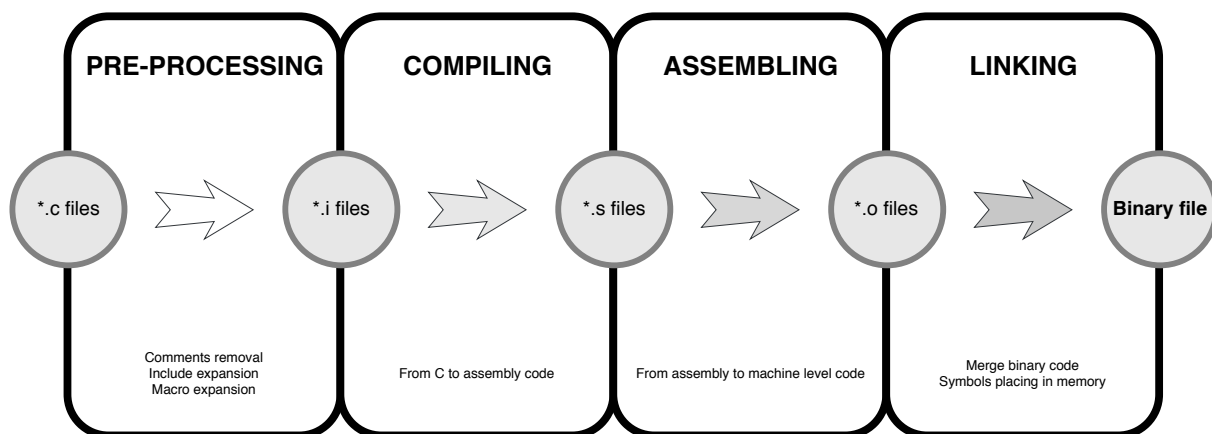 PRE-PROCESSING
COMPILING
ASSEMBLING
LINKING
*.c files
*.i files
*.s files
*.o files
Binary file
Comments removal
Include expansion
Macro expansion
From C to assembly code
From assembly to machine level code
Merge binary code
Symbols placing in memory